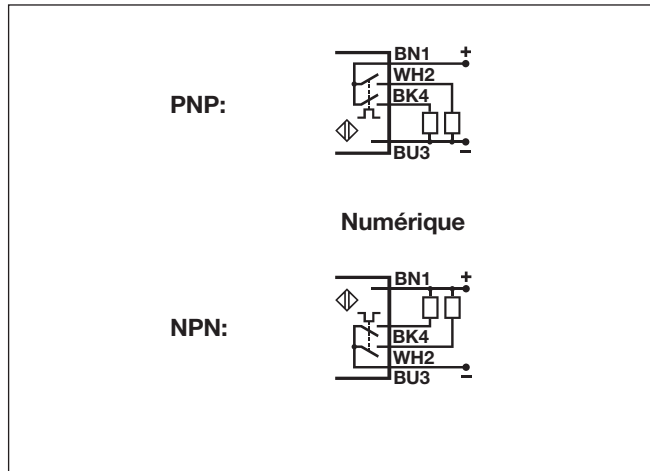 BN1 +
WH2
PNP:
BK4
BU3 −
Numérique
BN1 +
NPN:
BK4
WH2
BU3 −